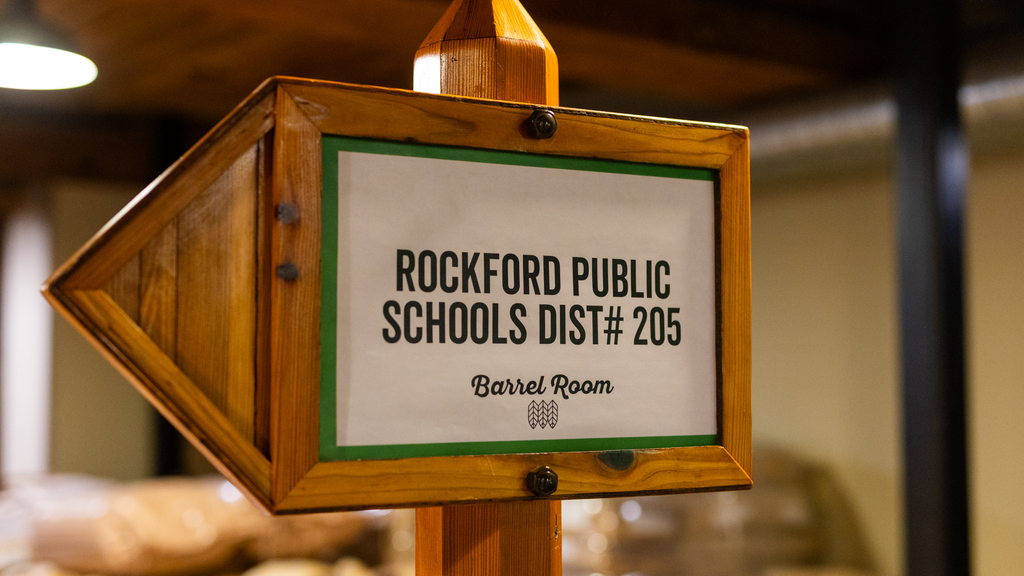 ROCKFORD PUBLIC
SCHOOLS DIST# 205
Barrel Room